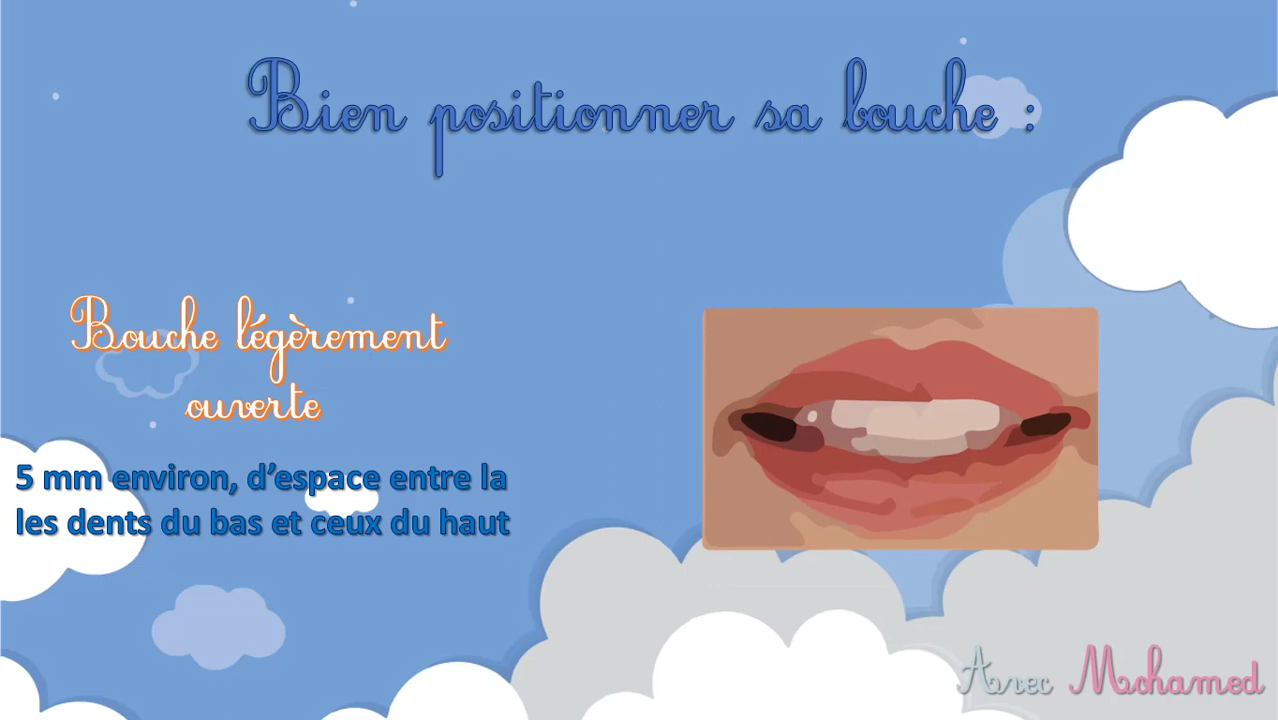 Bien positionner sa bouche :
Bouche légèrement
ouverte
5 mm environ, d’espace entre la
les dents du bas et ceux du haut
Avec Mohamed